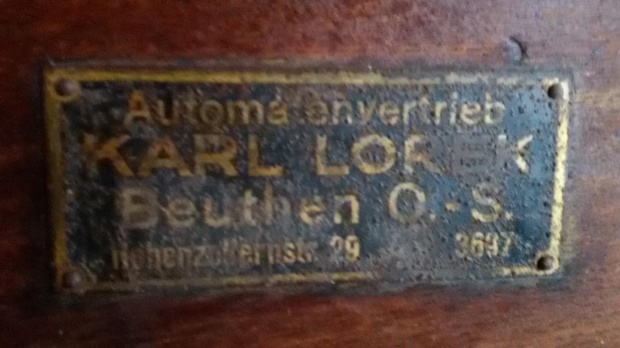 Automatenvertrieb
KARL LOREK
Beuthen O.-S.
Hohenzollernstr. 29 3697